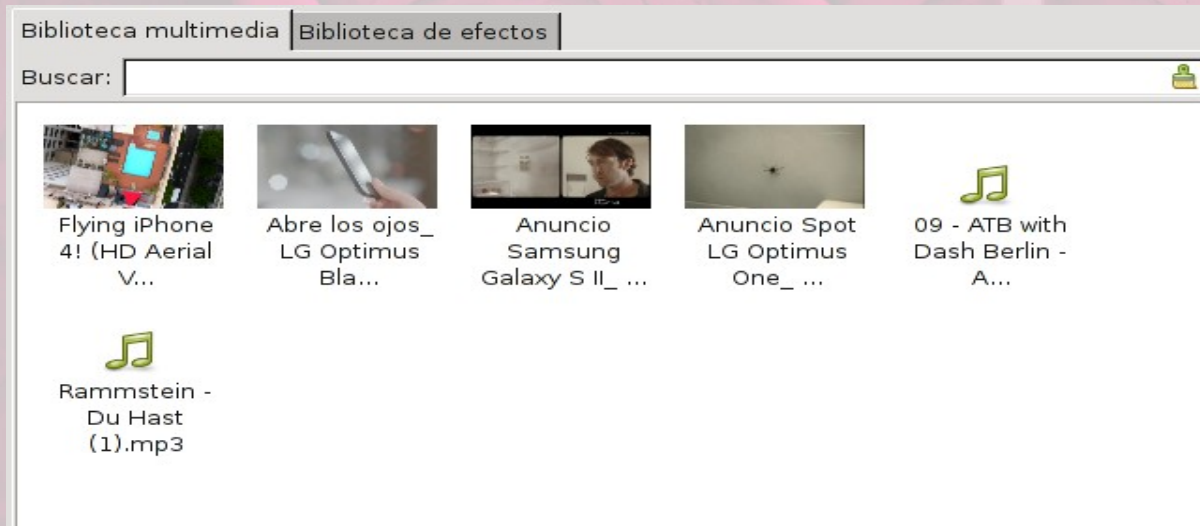 Biblioteca multimedia
Biblioteca de efectos
Buscar:
Flying iPhone
4! (HD Aerial
V...
Abre los ojos_
LG Optimus
Bla...
Anuncio
Samsung
Galaxy S II_ ...
Anuncio Spot
LG Optimus
One_ ...
09 - ATB with
Dash Berlin -
A...
Rammstein -
Du Hast
(1).mp3